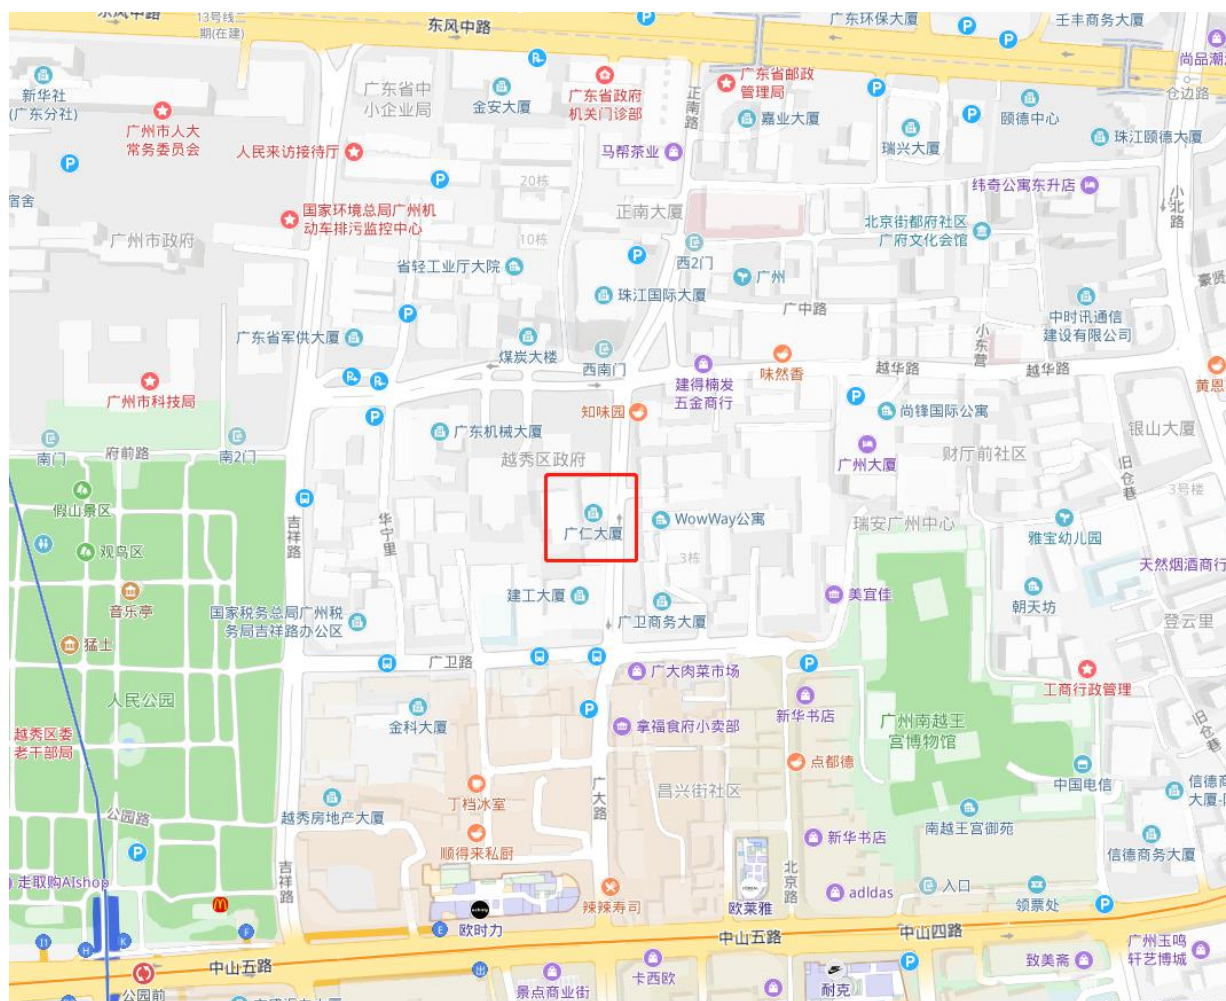 13号线二
期(在建)
东风中路
东风中路
广东环保大厦
壬丰商务大厦
尚品潮
新华社
(广东分社)
广州市人大
常务委员会
人民来访接待厅
广东省中
小企业局
金安大厦
广东省政府
机关门诊部
正南路
广东省邮政
管理局
嘉业大厦
瑞兴大厦
颐德中心
仓边路
珠江颐德大厦
马帮茶业
20栋
宿舍
纬奇公寓东升店
小北路
国家环境总局广州机
动车排污监控中心
广州市政府
10栋
正南大厦
北京街都府社区
广府文化会馆
省轻工业厅大院
西2门
广州
豪贤
珠江国际大厦
广中路
中时讯通信
建设有限公司
小东营
广东省军供大厦
煤炭大楼
西南门
越华路
越华路
味然香
建得楠发
五金商行
黄恩
广州市科技局
知味园
尚锋国际公寓
广东机械大厦
银山大厦
南门
府前路
南2门
越秀区政府
广州大厦
财厅前社区
旧仓巷
3号楼
假山景区
吉祥路
华宁里
广仁大厦
WowWay公寓
瑞安广州中心
雅宝幼儿园
观鸟区
3栋
天然烟酒商行
音乐亭
国家税务总局广州税
务局吉祥路办公区
建工大厦
广卫商务大厦
美宜佳
朝天坊
登云里
猛士
广卫路
广大肉菜市场
工商行政管理
人民公园
金科大厦
新华书店
广州南越王
宫博物馆
旧仓巷
越秀区委
老干部局
拿福食府小卖部
点都德
中国电信
信德商
大厦-
丁档冰室
广大路
昌兴街社区
公园路
越秀房地产大厦
南越王宫御苑
顺得来私厨
新华书店
信德商务大厦
走取购AIshop
吉祥路
北京路
adldas
入口
辣辣寿司
欧莱雅
领票处
欧时力
中山五路
中山四路
广州玉鸣
轩艺博城
中山五路
卡西欧
致美斋
公园前
景点商业街
耐克